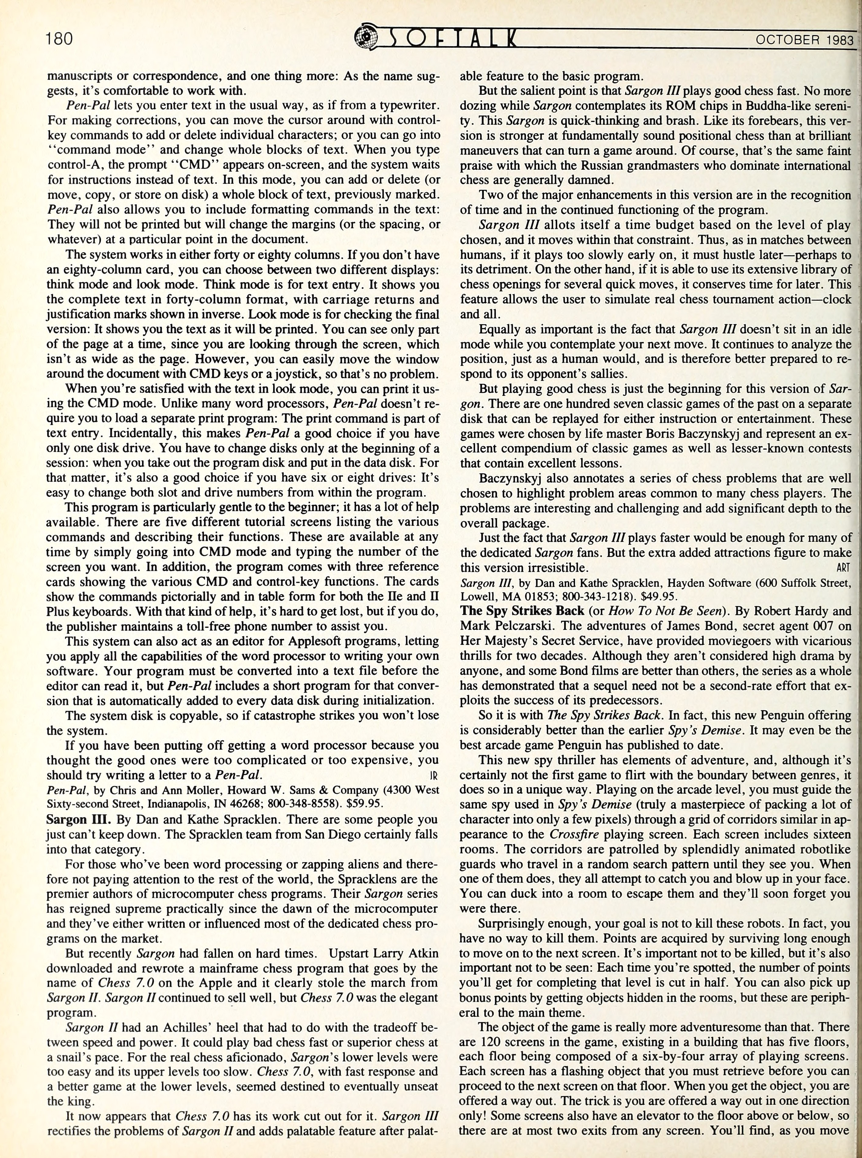 180
SOFTALK
OCTOBER 1983
manuscripts or correspondence, and one thing more: As the name sug-
gests, it's comfortable to work with.
Pen-Pal lets you enter text in the usual way, as if from a typewriter.
For making corrections, you can move the cursor around with control-
key commands to add or delete individual characters; or you can go into
"command mode" and change whole blocks of text. When you type
control-A, the prompt "CMD" appears on-screen, and the system waits
for instructions instead of text. In this mode, you can add or delete (or
move, copy, or store on disk) a whole block of text, previously marked.
Pen-Pal also allows you to include formatting commands in the text:
They will not be printed but will change the margins (or the spacing, or
whatever) at a particular point in the document.
The system works in either forty or eighty columns. If you don't have
an eighty-column card, you can choose between two different displays:
think mode and look mode. Think mode is for text entry. It shows you
the complete text in forty-column format, with carriage returns and
justification marks shown in inverse. Look mode is for checking the final
version: It shows you the text as it will be printed. You can see only part
of the page at a time, since you are looking through the screen, which
isn't as wide as the page. However, you can easily move the window
around the document with CMD keys or a joystick, so that's no problem.
When you're satisfied with the text in look mode, you can print it us-
ing the CMD mode. Unlike many word processors, Pen-Pal doesn't re-
quire you to load a separate print program: The print command is part of
text entry. Incidentally, this makes Pen-Pal a good choice if you have
only one disk drive. You have to change disks only at the beginning of a
session: when you take out the program disk and put in the data disk. For
that matter, it's also a good choice if you have six or eight drives: It's
easy to change both slot and drive numbers from within the program.
This program is particularly gentle to the beginner; it has a lot of help
available. There are five different tutorial screens listing the various
commands and describing their functions. These are available at any
time by simply going into CMD mode and typing the number of the
screen you want. In addition, the program comes with three reference
cards showing the various CMD and control-key functions. The cards
show the commands pictorially and in table form for both the IIe and II
Plus keyboards. With that kind of help, it's hard to get lost, but if you do,
the publisher maintains a toll-free phone number to assist you.
This system can also act as an editor for Applesoft programs, letting
you apply all the capabilities of the word processor to writing your own
software. Your program must be converted into a text file before the
editor can read it, but Pen-Pal includes a short program for that conver-
sion that is automatically added to every data disk during initialization.
The system disk is copyable, so if catastrophe strikes you won't lose
the system.
If you have been putting off getting a word processor because you
thought the good ones were too complicated or too expensive, you
should try writing a letter to a Pen-Pal. IR
Pen-Pal, by Chris and Ann Moller, Howard W. Sams & Company (4300 West
Sixty-second Street, Indianapolis, IN 46268; 800-348-8558). $59.95.
Sargon III. By Dan and Kathe Spracklen. There are some people you
just can't keep down. The Spracklen team from San Diego certainly falls
into that category.
For those who've been word processing or zapping aliens and there-
fore not paying attention to the rest of the world, the Spracklens are the
premier authors of microcomputer chess programs. Their Sargon series
has reigned supreme practically since the dawn of the microcomputer
and they've either written or influenced most of the dedicated chess pro-
grams on the market.
But recently Sargon had fallen on hard times. Upstart Larry Atkin
downloaded and rewrote a mainframe chess program that goes by the
name of Chess 7.0 on the Apple and it clearly stole the march from
Sargon II. Sargon II continued to sell well, but Chess 7.0 was the elegant
program.
Sargon II had an Achilles' heel that had to do with the tradeoff be-
tween speed and power. It could play bad chess fast or superior chess at
a snail's pace. For the real chess aficionado, Sargon's lower levels were
too easy and its upper levels too slow. Chess 7.0, with fast response and
a better game at the lower levels, seemed destined to eventually unseat
the king.
It now appears that Chess 7.0 has its work cut out for it. Sargon III
rectifies the problems of Sargon II and adds palatable feature after palat-
able feature to the basic program.
But the salient point is that Sargon III plays good chess fast. No more
dozing while Sargon contemplates its ROM chips in Buddha-like sereni-
ty. This Sargon is quick-thinking and brash. Like its forebears, this ver-
sion is stronger at fundamentally sound positional chess than at brilliant
maneuvers that can turn a game around. Of course, that's the same faint
praise with which the Russian grandmasters who dominate international
chess are generally damned.
Two of the major enhancements in this version are in the recognition
of time and in the continued functioning of the program.
Sargon III allots itself a time budget based on the level of play
chosen, and it moves within that constraint. Thus, as in matches between
humans, if it plays too slowly early on, it must hustle later—perhaps to
its detriment. On the other hand, if it is able to use its extensive library of
chess openings for several quick moves, it conserves time for later. This
feature allows the user to simulate real chess tournament action—clock
and all.
Equally as important is the fact that Sargon III doesn't sit in an idle
mode while you contemplate your next move. It continues to analyze the
position, just as a human would, and is therefore better prepared to re-
spond to its opponent's sallies.
But playing good chess is just the beginning for this version of Sar-
gon. There are one hundred seven classic games of the past on a separate
disk that can be replayed for either instruction or entertainment. These
games were chosen by life master Boris Baczynskyj and represent an ex-
cellent compendium of classic games as well as lesser-known contests
that contain excellent lessons.
Baczynskyj also annotates a series of chess problems that are well
chosen to highlight problem areas common to many chess players. The
problems are interesting and challenging and add significant depth to the
overall package.
Just the fact that Sargon III plays faster would be enough for many of
the dedicated Sargon fans. But the extra added attractions figure to make
this version irresistible. ART
Sargon III, by Dan and Kathe Spracklen, Hayden Software (600 Suffolk Street,
Lowell, MA 01853; 800-343-1218). $49.95.
The Spy Strikes Back (or How To Not Be Seen). By Robert Hardy and
Mark Pelczarski. The adventures of James Bond, secret agent 007 on
Her Majesty's Secret Service, have provided moviegoers with vicarious
thrills for two decades. Although they aren't considered high drama by
anyone, and some Bond films are better than others, the series as a whole
has demonstrated that a sequel need not be a second-rate effort that ex-
ploits the success of its predecessors.
So it is with The Spy Strikes Back. In fact, this new Penguin offering
is considerably better than the earlier Spy's Demise. It may even be the
best arcade game Penguin has published to date.
This new spy thriller has elements of adventure, and, although it's
certainly not the first game to flirt with the boundary between genres, it
does so in a unique way. Playing on the arcade level, you must guide the
same spy used in Spy's Demise (truly a masterpiece of packing a lot of
character into only a few pixels) through a grid of corridors similar in ap-
pearance to the Crossfire playing screen. Each screen includes sixteen
rooms. The corridors are patrolled by splendidly animated robotlike
guards who travel in a random search pattern until they see you. When
one of them does, they all attempt to catch you and blow up in your face.
You can duck into a room to escape them and they'll soon forget you
were there.
Surprisingly enough, your goal is not to kill these robots. In fact, you
have no way to kill them. Points are acquired by surviving long enough
to move on to the next screen. It's important not to be killed, but it's also
important not to be seen: Each time you're spotted, the number of points
you'll get for completing that level is cut in half. You can also pick up
bonus points by getting objects hidden in the rooms, but these are periph-
eral to the main theme.
The object of the game is really more adventuresome than that. There
are 120 screens in the game, existing in a building that has five floors,
each floor being composed of a six-by-four array of playing screens.
Each screen has a flashing object that you must retrieve before you can
proceed to the next screen on that floor. When you get the object, you are
offered a way out. The trick is you are offered a way out in one direction
only! Some screens also have an elevator to the floor above or below, so
there are at most two exits from any screen. You'll find, as you move